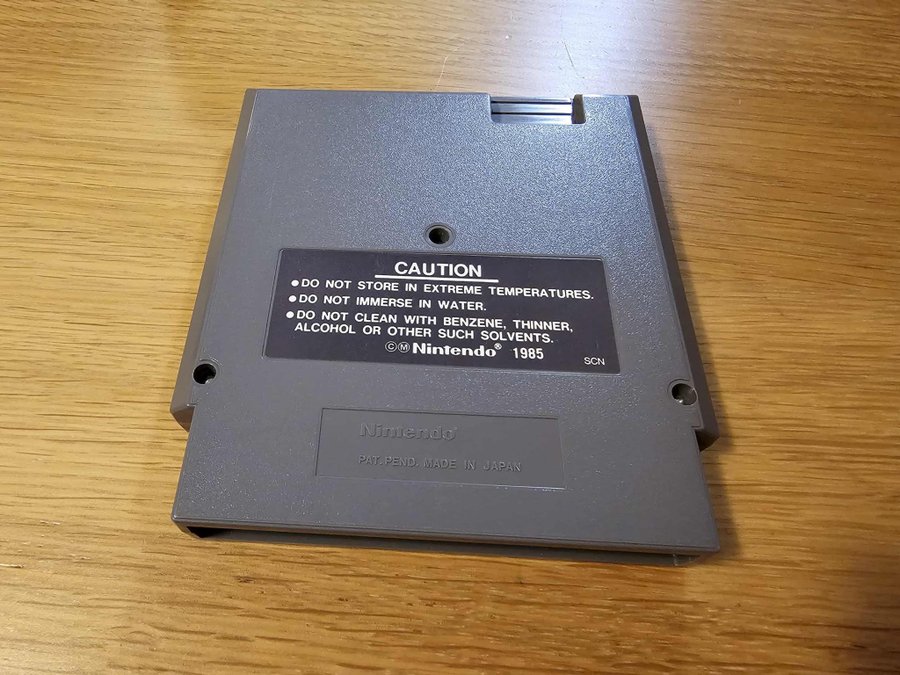 CAUTION
●DO NOT STORE IN EXTREME TEMPERATURES.
●DO NOT IMMERSE IN WATER.
●DO NOT CLEAN WITH BENZENE, THINNER,
ALCOHOL OR OTHER SUCH SOLVENTS.
©Ⓜ Nintendo® 1985
SCN
Nintendo®
PAT. PEND. MADE IN JAPAN